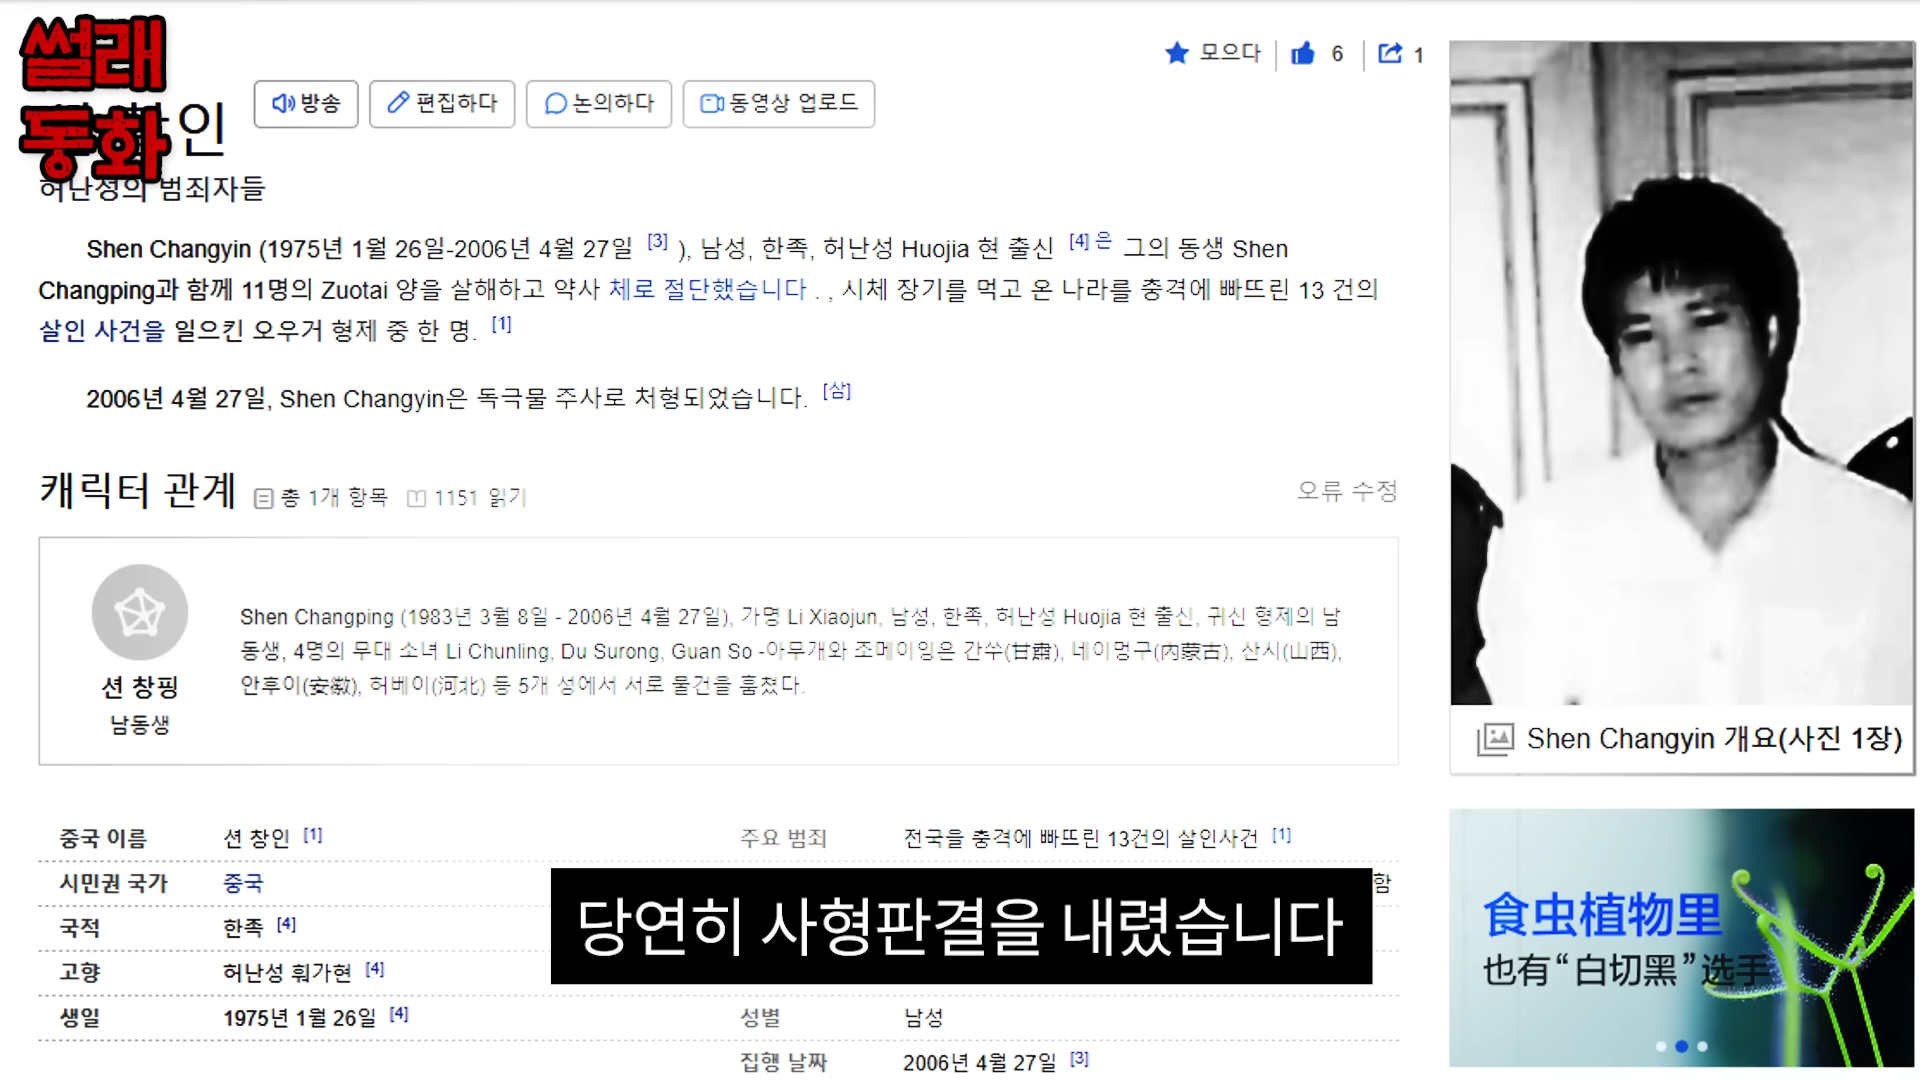 썰래
동화
인
방송
편집하다
논의하다
동영상 업로드
모으다
6
1
허난성의 범죄자들
Shen Changyin (1975년 1월 26일-2006년 4월 27일 [3] ), 남성, 한족, 허난성 Huojia 현 출신 [4] 은 그의 동생 Shen
Changping과 함께 11명의 Zuotai 양을 살해하고 약사 체로 절단했습니다 . , 시체 장기를 먹고 온 나라를 충격에 빠뜨린 13 건의
살인 사건을 일으킨 오우거 형제 중 한 명. [1]
2006년 4월 27일, Shen Changyin은 독극물 주사로 처형되었습니다. [삼]
캐릭터 관계 총 1개 항목 1151 읽기
오류 수정
Shen Changping (1983년 3월 8일 - 2006년 4월 27일), 가명 Li Xiaojun, 남성, 한족, 허난성 Huojia 현 출신, 귀신 형제의 남
동생, 4명의 무대 소녀 Li Chunling, Du Surong, Guan So -아무개와 조메이잉은 간쑤(甘肅), 네이멍구(內蒙古), 산시(山西),
안후이(安徽), 허베이(河北) 등 5개 성에서 서로 물건을 훔쳤다.
션 창핑
남동생
Shen Changyin 개요(사진 1장)
중국 이름 션 창인 [1]
주요 범죄 전국을 충격에 빠뜨린 13건의 살인사건 [1]
시민권 국가 중국
함
국적 한족 [4]
당연히 사형판결을 내렸습니다
고향 허난성 훠가현 [4]
생일 1975년 1월 26일 [4]
성별 남성
집행 날짜 2006년 4월 27일 [3]
食虫植物里
也有“白切黑”选手